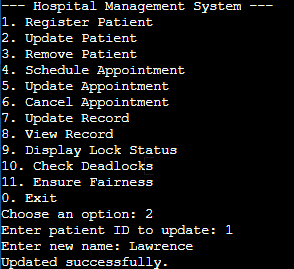 --- Hospital Management System ---
1. Register Patient
2. Update Patient
3. Remove Patient
4. Schedule Appointment
5. Update Appointment
6. Cancel Appointment
7. Update Record
8. View Record
9. Display Lock Status
10. Check Deadlocks
11. Ensure Fairness
0. Exit
Choose an option: 2
Enter patient ID to update: 1
Enter new name: Lawrence
Updated successfully.